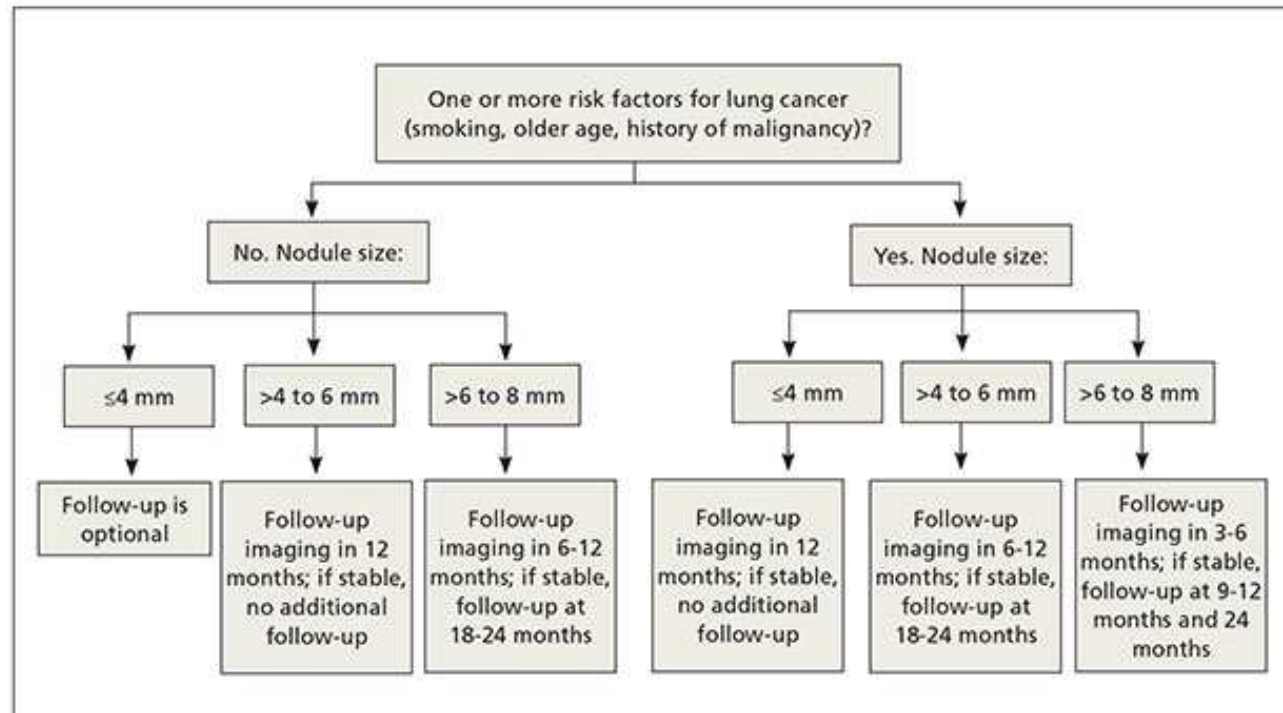 One or more risk factors for lung cancer
(smoking, older age, history of malignancy)?
No. Nodule size:
Yes. Nodule size:
≤4 mm
>4 to 6 mm
>6 to 8 mm
≤4 mm
>4 to 6 mm
>6 to 8 mm
Follow-up is
optional
Follow-up
imaging in 12
months; if stable,
no additional
follow-up
Follow-up
imaging in 6-12
months; if stable,
follow-up at
18-24 months
Follow-up
imaging in 12
months; if stable,
no additional
follow-up
Follow-up
imaging in 6-12
months; if stable,
follow-up at
18-24 months
Follow-up
imaging in 3-6
months; if stable,
follow-up at 9-12
months and 24
months